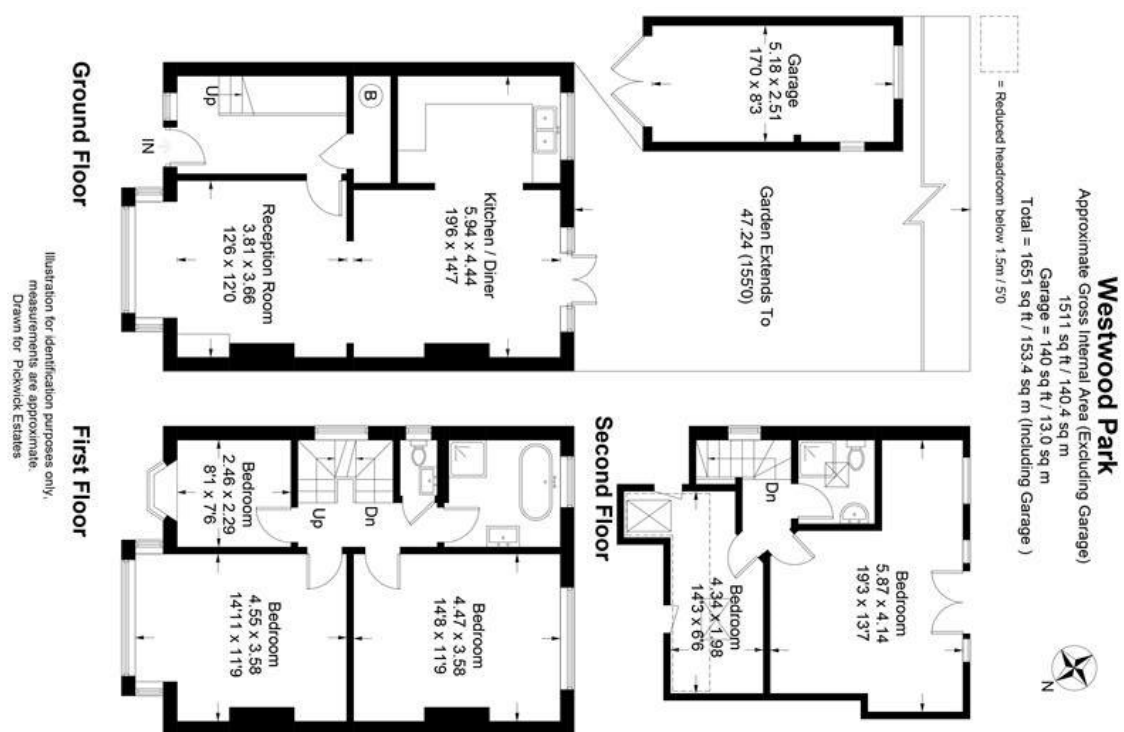 Westwood Park
Approximate Gross Internal Area (Excluding Garage)
1511 sq ft / 140.4 sq m
Garage = 140 sq ft / 13.0 sq m
Total = 1651 sq ft / 153.4 sq m (Including Garage )
= Reduced headroom below 1.5m / 5'0
N
Garage
5.18 x 2.51
17'0 x 8'3
Garden Extends To
47.24 (155'0)
Kitchen / Diner
5.94 x 4.44
19'6 x 14'7
B
Up
IN
Reception Room
3.81 x 3.66
12'6 x 12'0
Ground Floor
Bedroom
5.87 x 4.14
19'3 x 13'7
Dn
Bedroom
4.34 x 1.98
14'3 x 6'6
Second Floor
Bedroom
4.47 x 3.58
14'8 x 11'9
Dn
Up
Bedroom
2.46 x 2.29
8'1 x 7'6
Bedroom
4.55 x 3.58
14'11 x 11'9
First Floor
Illustration for identification purposes only,
measurements are approximate.
Drawn for Pickwick Estates